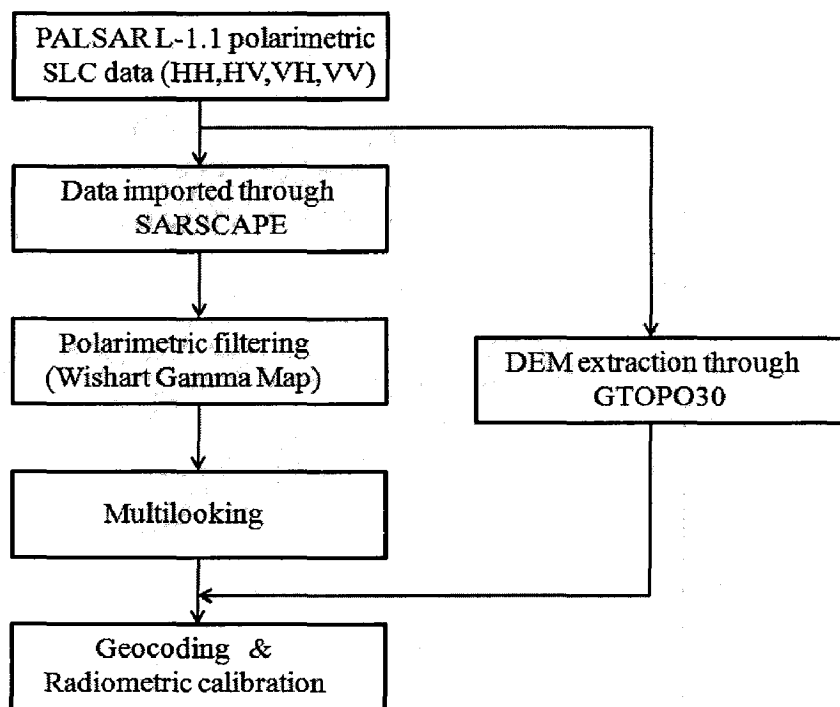 PALSAR L-1.1 polarimetric
SLC data (HH,HV,VH,VV)
Data imported through
SARSCAPE
Polarimetric filtering
(Wishart Gamma Map)
DEM extraction through
GTOPO30
Multilooking
Geocoding &
Radiometric calibration